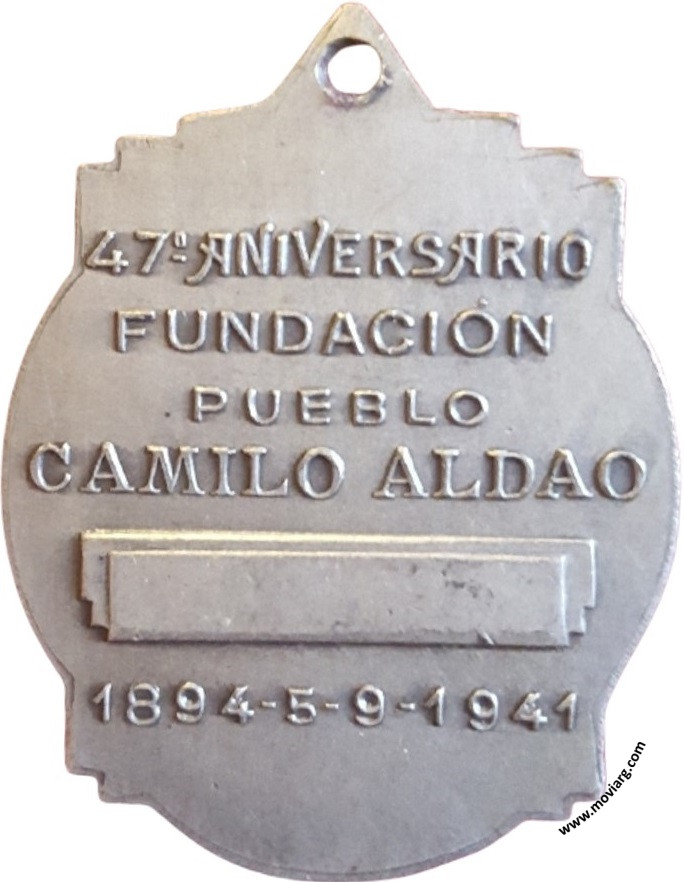 47º ANIVERSARIO
FUNDACIÓN
PUEBLO
CAMILO ALDAO
1894-5-9-1941
www.moviarg.com